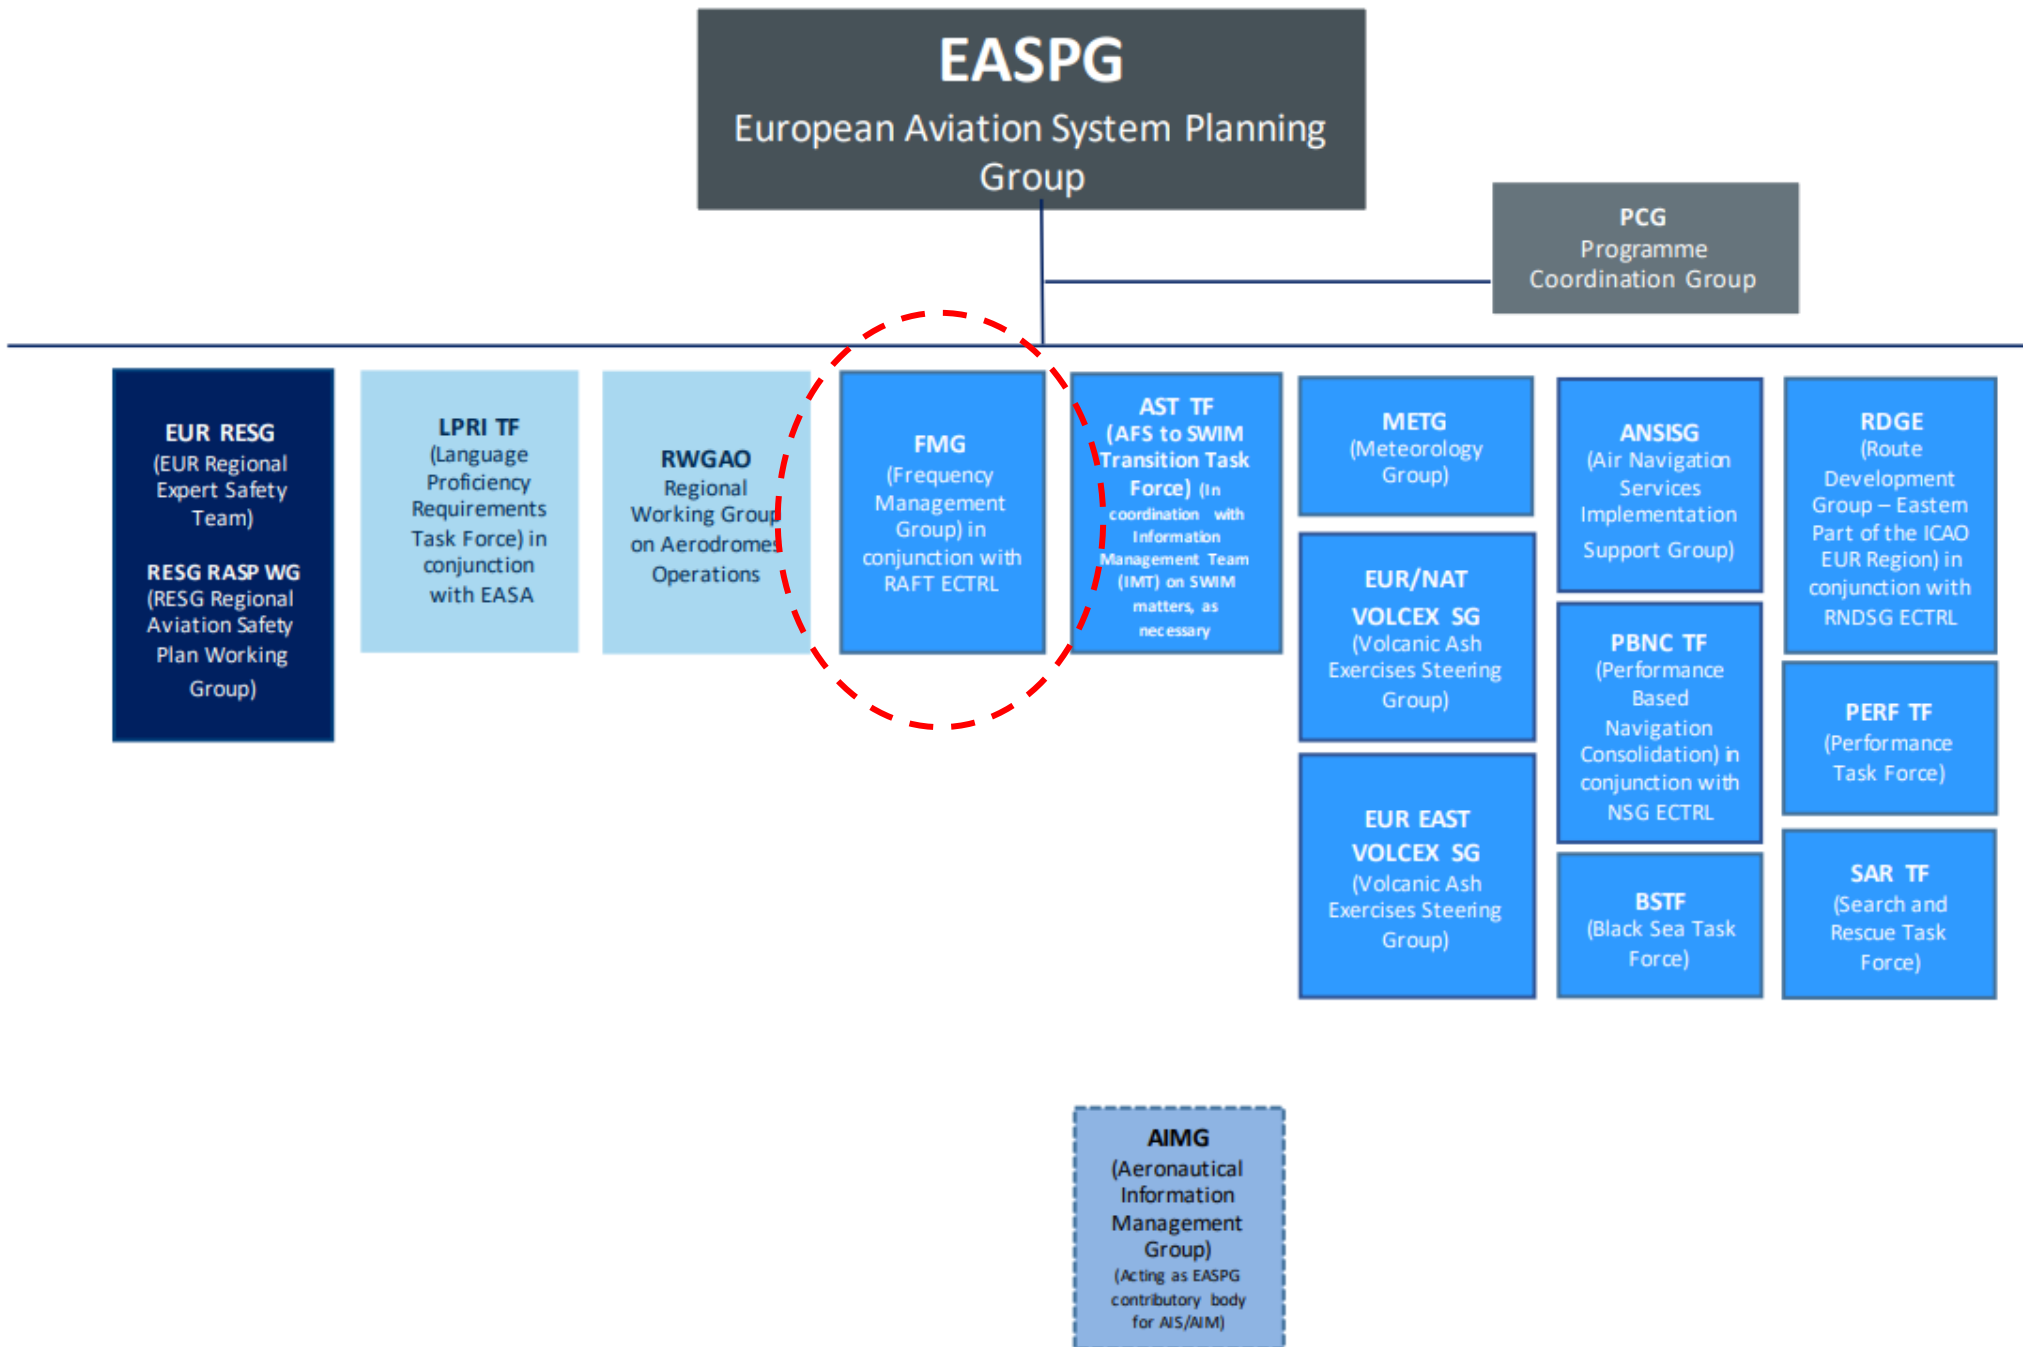 EASPG
European Aviation System Planning
Group
PCG
Programme
Coordination Group
EUR RESG
(EUR Regional
Expert Safety
Team)
RESG RASP WG
(RESG Regional
Aviation Safety
Plan Working
Group)
LPRI TF
(Language
Proficiency
Requirements
Task Force) in
conjunction
with EASA
RWGAO
Regional
Working Group
on Aerodromes
Operations
FMG
(Frequency
Management
Group) in
conjunction with
RAFT ECTRL
AST TF
(AFS to SWIM
Transition Task
Force) (In
coordination with
Information
Management Team
(IMT) on SWIM
matters, as
necessary
METG
(Meteorology
Group)
EUR/NAT
VOLCEX SG
(Volcanic Ash
Exercises Steering
Group)
EUR EAST
VOLCEX SG
(Volcanic Ash
Exercises Steering
Group)
ANSISG
(Air Navigation
Services
Implementation
Support Group)
PBNC TF
(Performance
Based
Navigation
Consolidation) in
conjunction with
NSG ECTRL
BSTF
(Black Sea Task
Force)
RDGE
(Route
Development
Group – Eastern
Part of the ICAO
EUR Region) in
conjunction with
RNDSG ECTRL
PERF TF
(Performance
Task Force)
SAR TF
(Search and
Rescue Task
Force)
AIMG
(Aeronautical
Information
Management
Group)
(Acting as EASPG
contributory body
for AIS/AIM)